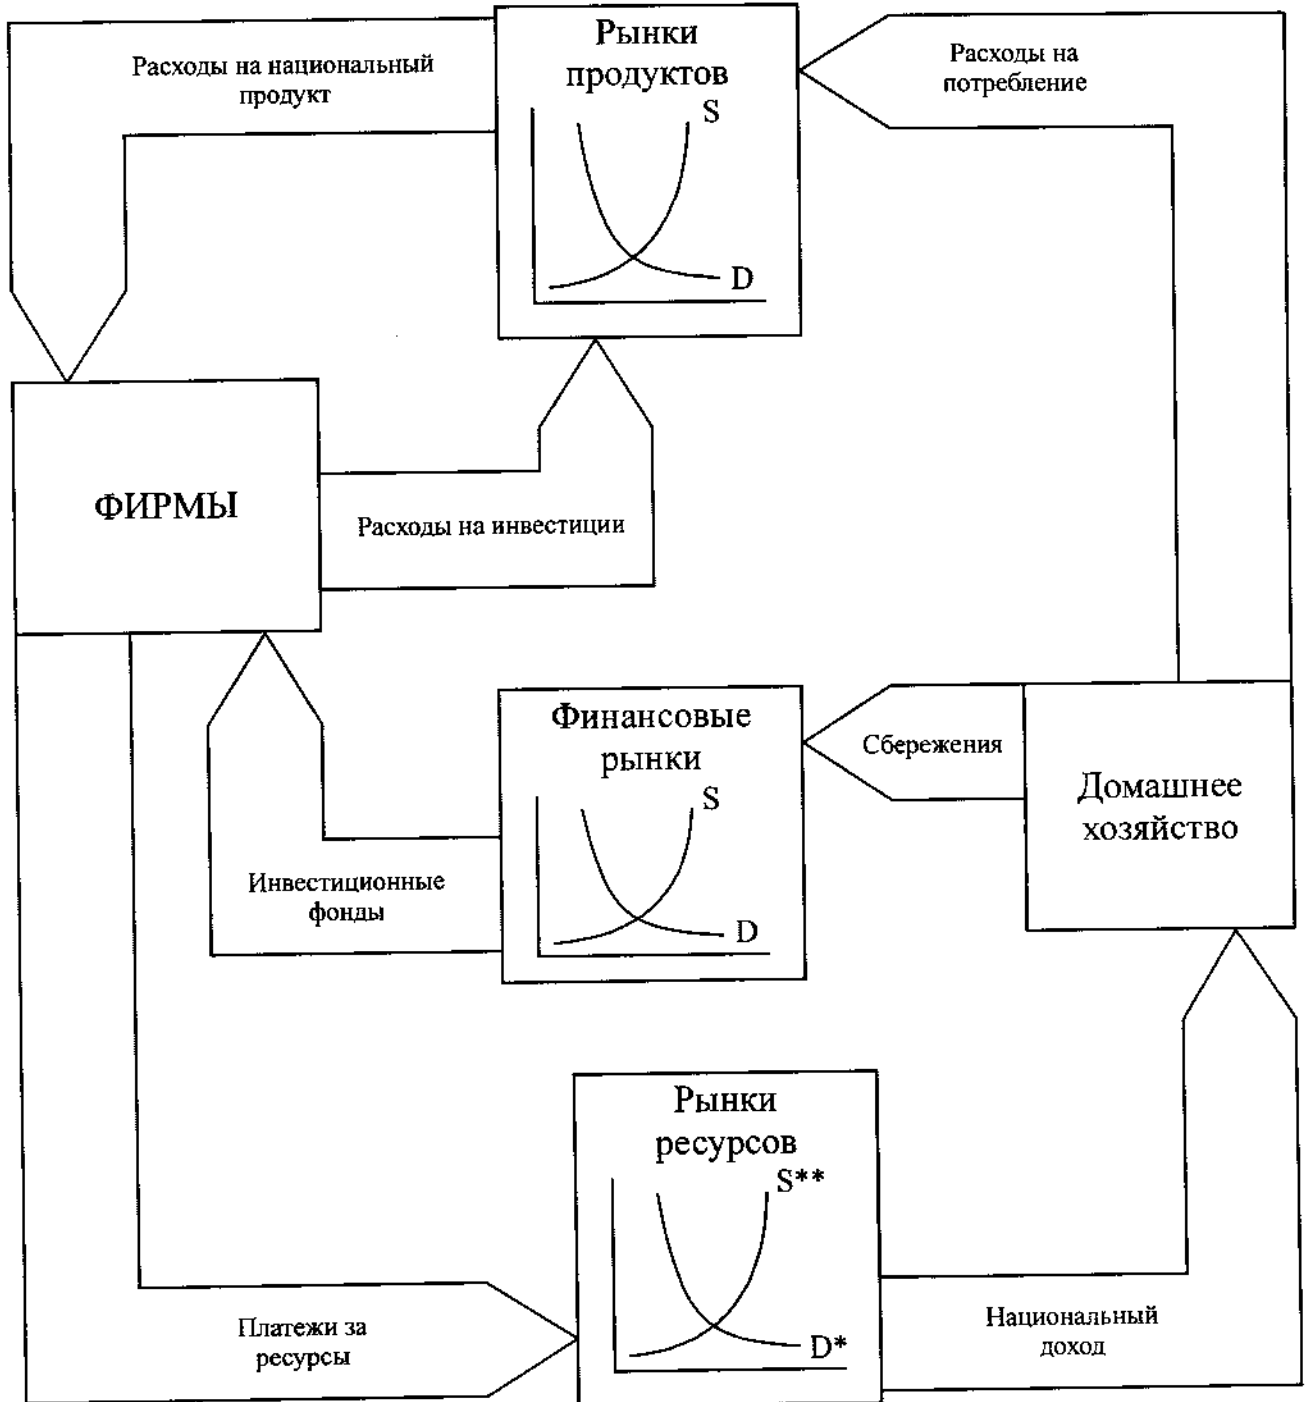 Рынки
продуктов
Расходы на национальный
продукт
Расходы на
потребление
S
D
ФИРМЫ
Расходы на инвестиции
Финансовые
рынки
S
D
Сбережения
Домашнее
хозяйство
Инвестиционные
фонды
Рынки
ресурсов
S**
D*
Платежи за
ресурсы
Национальный
доход